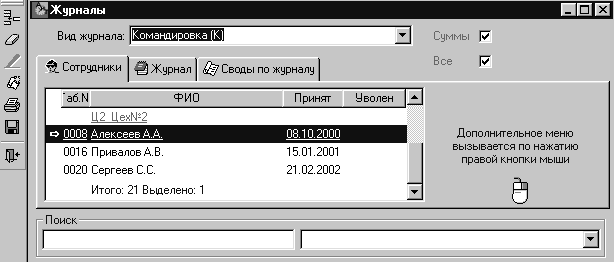 Журналы
Вид журнала: Командировка (К) Суммы
Все
Сотрудники Журнал Своды по журналу
аб.N ФИО Принят Уволен
Ц2 Цех№2
0008 Алексеев А.А. 08.10.2000
0016 Привалов А.В. 15.01.2001
0020 Сергеев С.С. 21.02.2002
Итого: 21 Выделено: 1
Дополнительное меню
вызывается по нажатию
правой кнопки мыши
Поиск